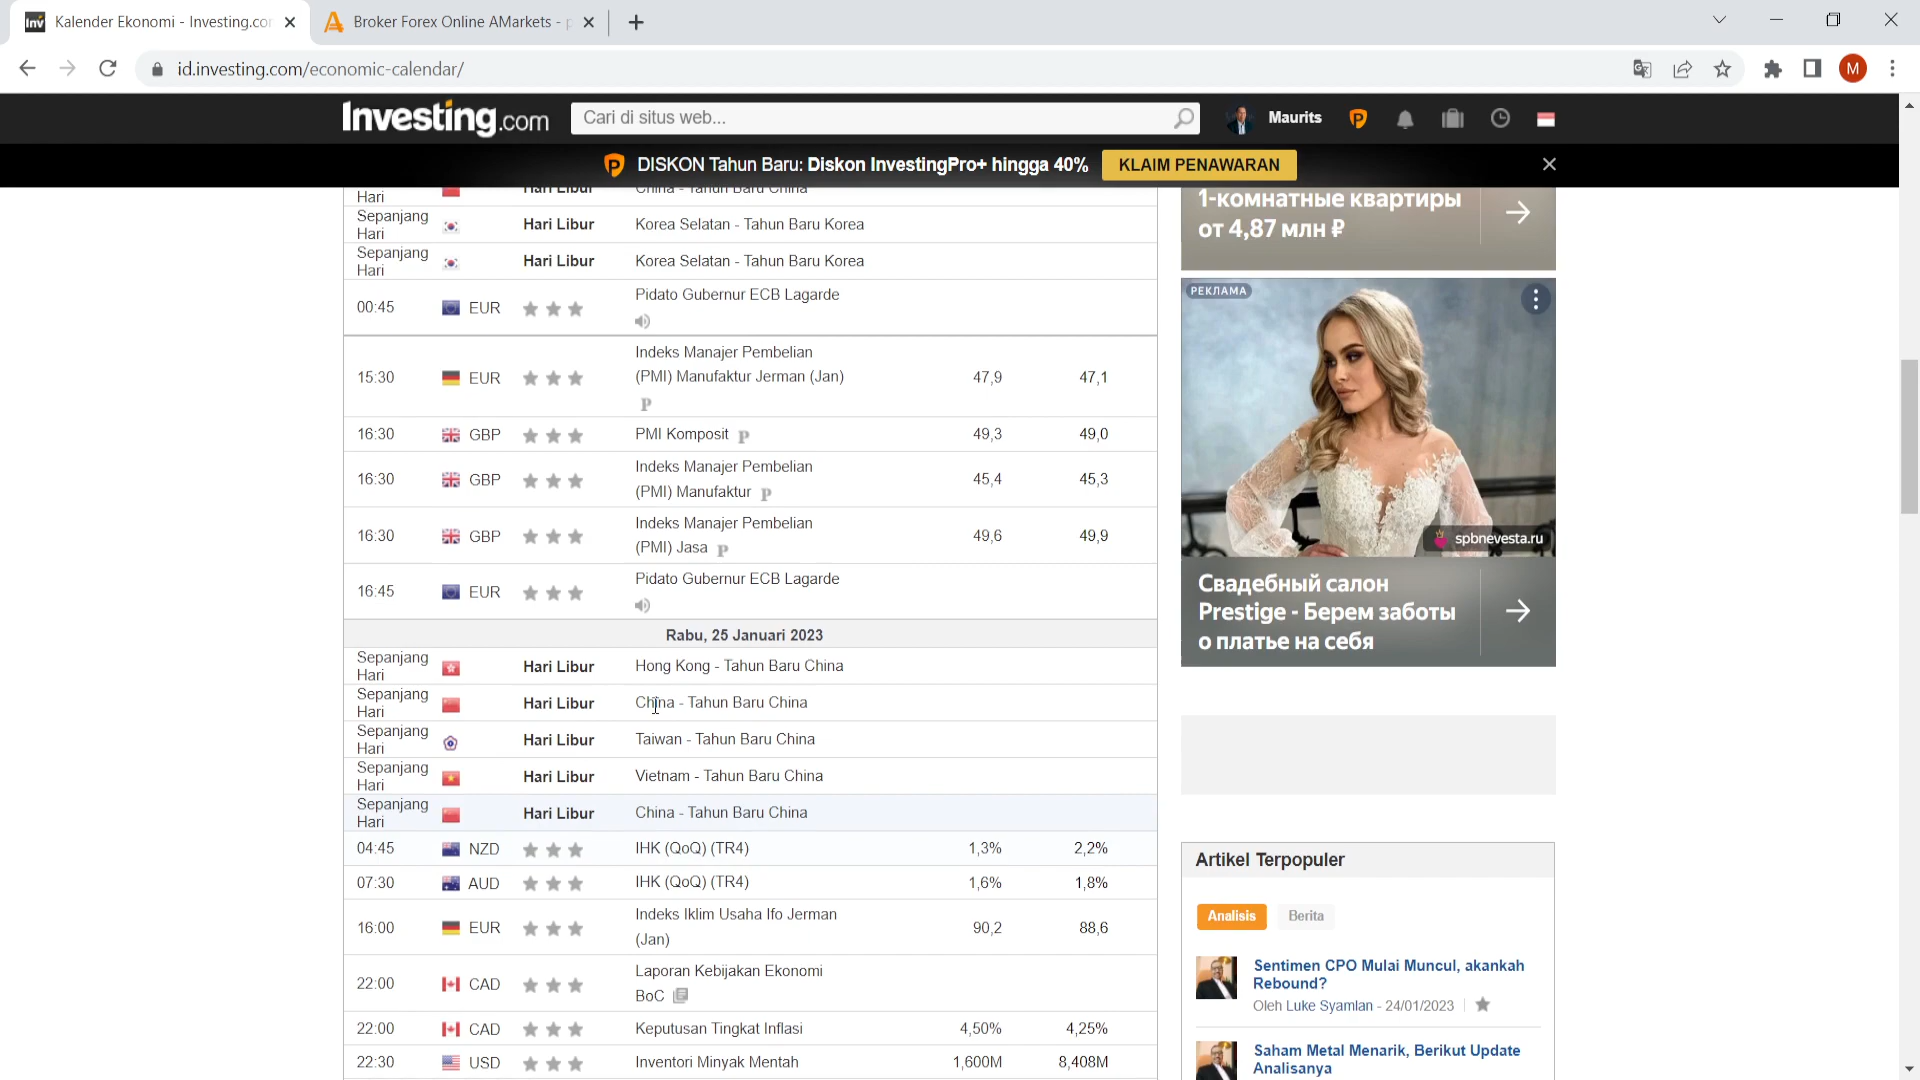 Kalender Ekonomi - Investing.com
Broker Forex Online AMarkets - p
id.investing.com/economic-calendar/
M
Investing.com
Cari di situs web...
Maurits
DISKON Tahun Baru: Diskon InvestingPro+ hingga 40%
KLAIM PENAWARAN
Hari
Hari Libur
China - Tahun Baru China
Sepanjang
Hari
Hari Libur
Korea Selatan - Tahun Baru Korea
Sepanjang
Hari
Hari Libur
Korea Selatan - Tahun Baru Korea
00:45 EUR Pidato Gubernur ECB Lagarde
15:30 EUR Indeks Manajer Pembelian
(PMI) Manufaktur Jerman (Jan) 47,9 47,1
P
16:30 GBP PMI Komposit P 49,3 49,0
16:30 GBP Indeks Manajer Pembelian
(PMI) Manufaktur P 45,4 45,3
16:30 GBP Indeks Manajer Pembelian
(PMI) Jasa P 49,6 49,9
16:45 EUR Pidato Gubernur ECB Lagarde
Rabu, 25 Januari 2023
Sepanjang
Hari
Hari Libur
Hong Kong - Tahun Baru China
Sepanjang
Hari
Hari Libur
China - Tahun Baru China
Sepanjang
Hari
Hari Libur
Taiwan - Tahun Baru China
Sepanjang
Hari
Hari Libur
Vietnam - Tahun Baru China
Sepanjang
Hari
Hari Libur
China - Tahun Baru China
04:45 NZD IHK (QoQ) (TR4) 1,3% 2,2%
07:30 AUD IHK (QoQ) (TR4) 1,6% 1,8%
16:00 EUR Indeks Iklim Usaha Ifo Jerman
(Jan) 90,2 88,6
22:00 CAD Laporan Kebijakan Ekonomi
BoC
22:00 CAD Keputusan Tingkat Inflasi 4,50% 4,25%
22:30 USD Inventori Minyak Mentah 1,600M 8,408M
1-комнатные квартиры
от 4,87 млн ₽
РЕКЛАМА
spbnevesta.ru
Свадебный салон
Prestige - Берем заботы
о платье на себя
Artikel Terpopuler
Analisis
Berita
Sentimen CPO Mulai Muncul, akankah
Rebound?
Oleh Luke Syamlan - 24/01/2023
Saham Metal Menarik, Berikut Update
Analisanya